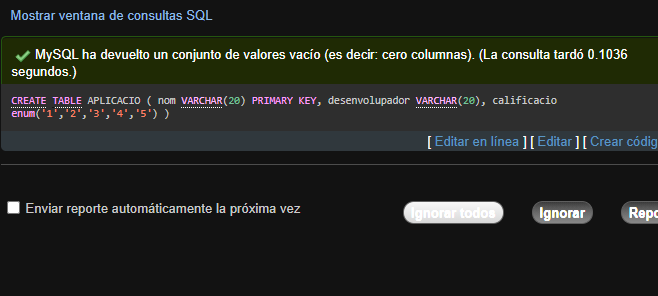 Mostrar ventana de consultas SQL
MySQL ha devuelto un conjunto de valores vacío (es decir: cero columnas). (La consulta tardó 0.1036
segundos.)
CREATE TABLE APLICACIO ( nom VARCHAR(20) PRIMARY KEY, desenvolupador VARCHAR(20), calificacio
enum('1','2','3','4','5') )
[ Editar en línea ] [ Editar ] [ Crear códig
Enviar reporte automáticamente la próxima vez
Ignorar todos Ignorar Repo